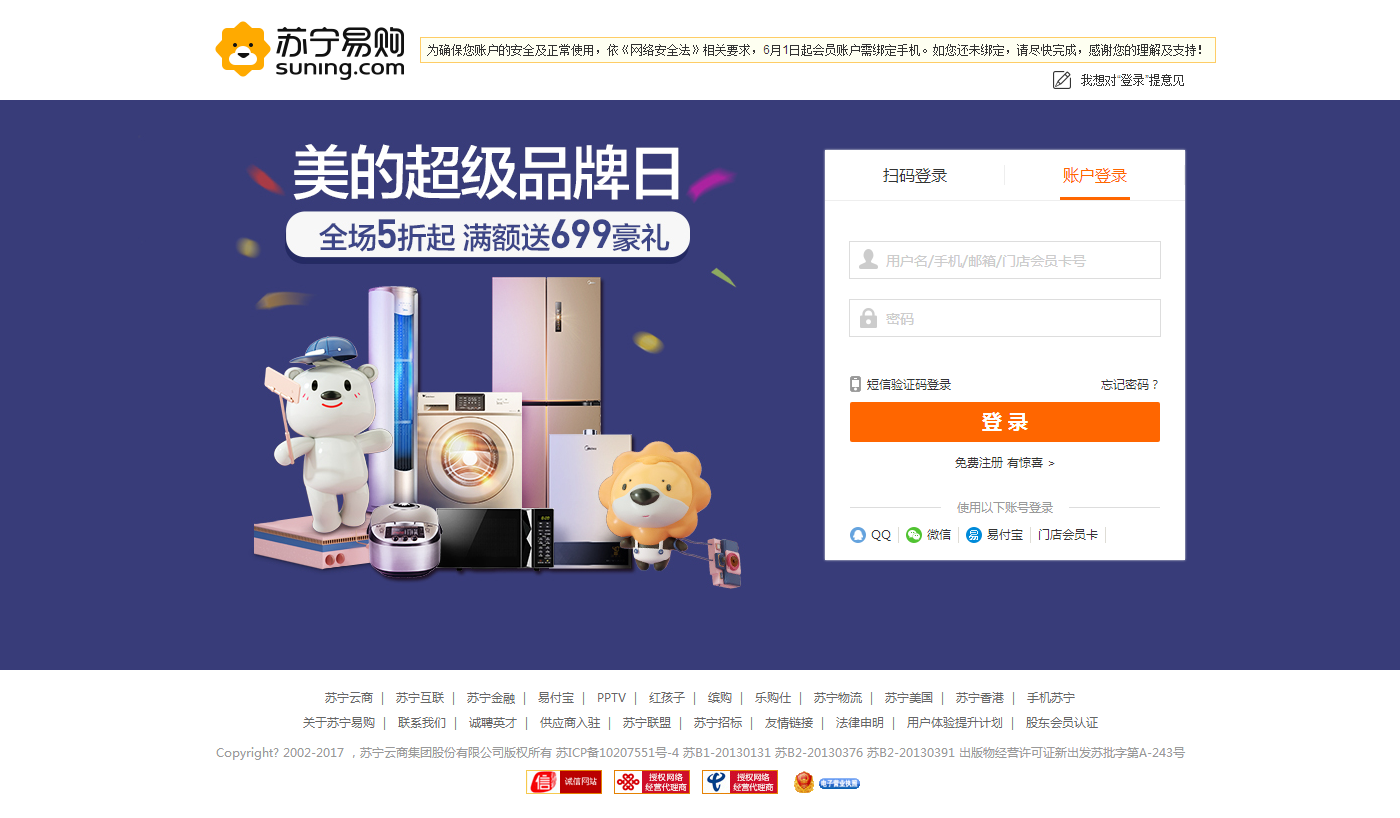 苏宁易购
suning.com
为确保您账户的安全及正常使用，依《网络安全法》相关要求，6月1日起会员账户需绑定手机。如您还未绑定，请尽快完成，感谢您的理解及支持！
我想对“登录”提意见
美的超级品牌日
全场5折起 满额送699豪礼
扫码登录
账户登录
用户名/手机/邮箱/门店会员卡号
密码
短信验证码登录
忘记密码？
登 录
免费注册 有惊喜 >
使用以下账号登录
QQ 微信 易付宝 门店会员卡
苏宁云商 | 苏宁互联 | 苏宁金融 | 易付宝 | PPTV | 红孩子 | 缤购 | 乐购仕 | 苏宁物流 | 苏宁美国 | 苏宁香港 | 手机苏宁
关于苏宁易购 | 联系我们 | 诚聘英才 | 供应商入驻 | 苏宁联盟 | 苏宁招标 | 友情链接 | 法律申明 | 用户体验提升计划 | 股东会员认证
Copyright? 2002-2017 ，苏宁云商集团股份有限公司版权所有 苏ICP备10207551号-4 苏B1-20130131 苏B2-20130376 苏B2-20130391 出版物经营许可证新出发苏批字第A-243号
信 诚信网站
授权网络
经营代理商
授权网络
经营代理商
电子营业执照